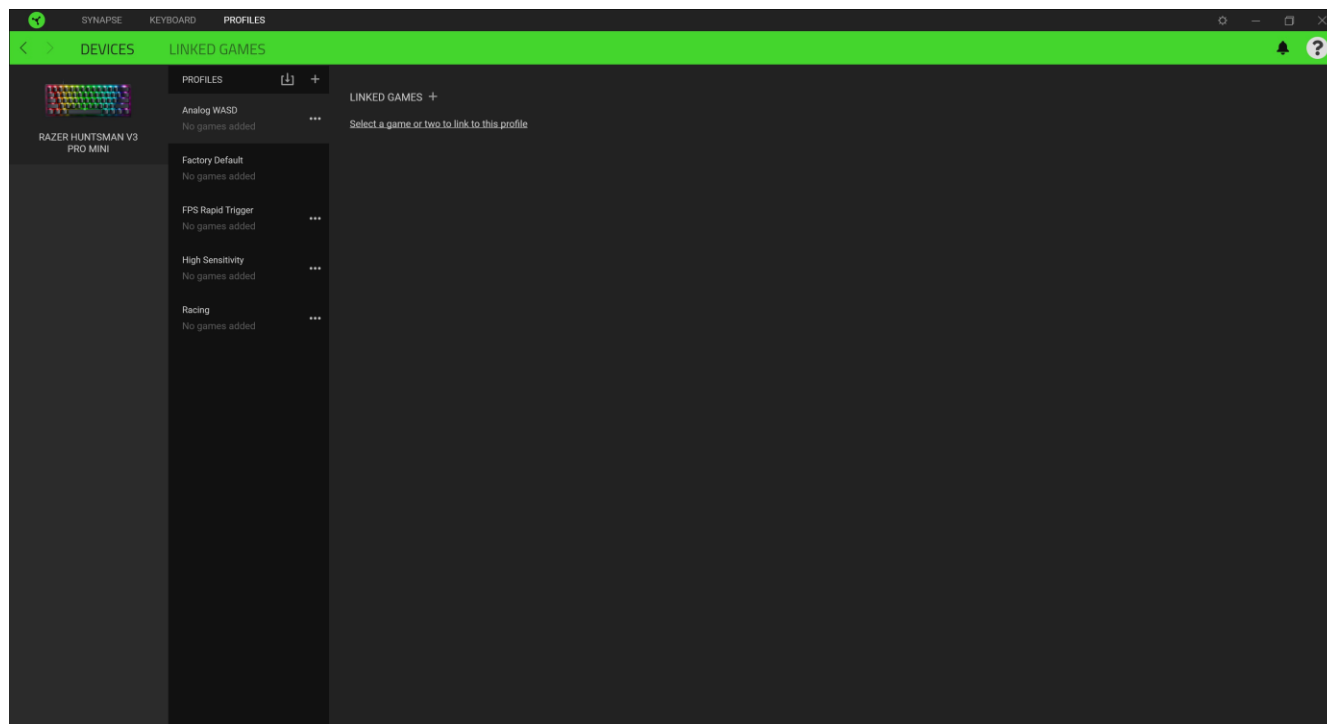 SYNAPSE KEYBOARD PROFILES
DEVICES LINKED GAMES
?
RAZER HUNTSMAN V3
PRO MINI
PROFILES
Analog WASD
No games added
Factory Default
No games added
FPS Rapid Trigger
No games added
High Sensitivity
No games added
Racing
No games added
LINKED GAMES +
Select a game or two to link to this profile